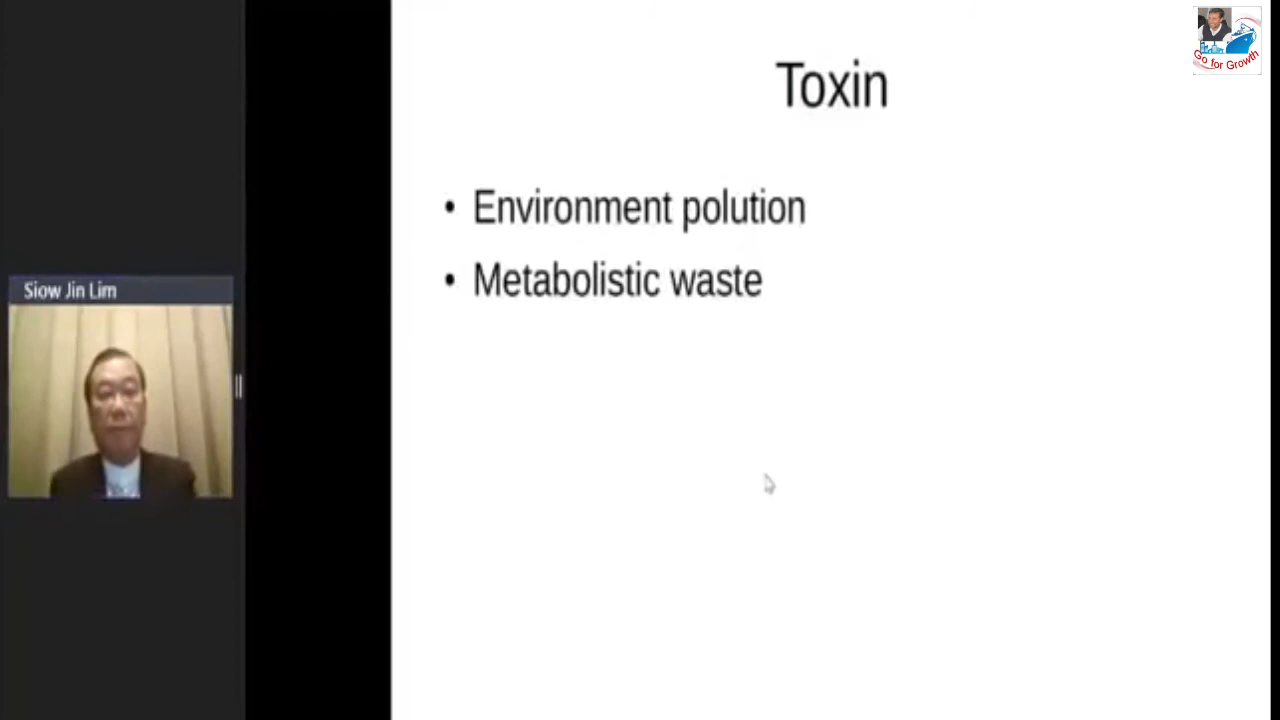 Toxin
• Environment polution
• Metabolistic waste
Siow Jin Lim
Go for Growth